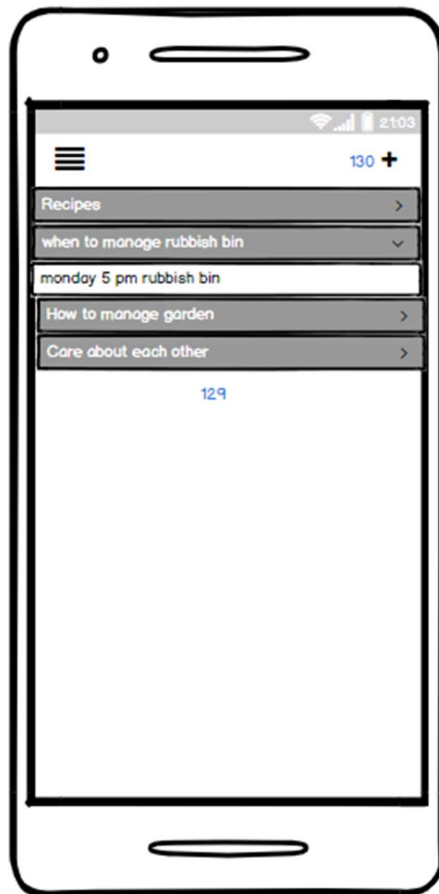 21:03
130 +
Recipes
when to manage rubbish bin
monday 5 pm rubbish bin
How to manage garden
Care about each other
129